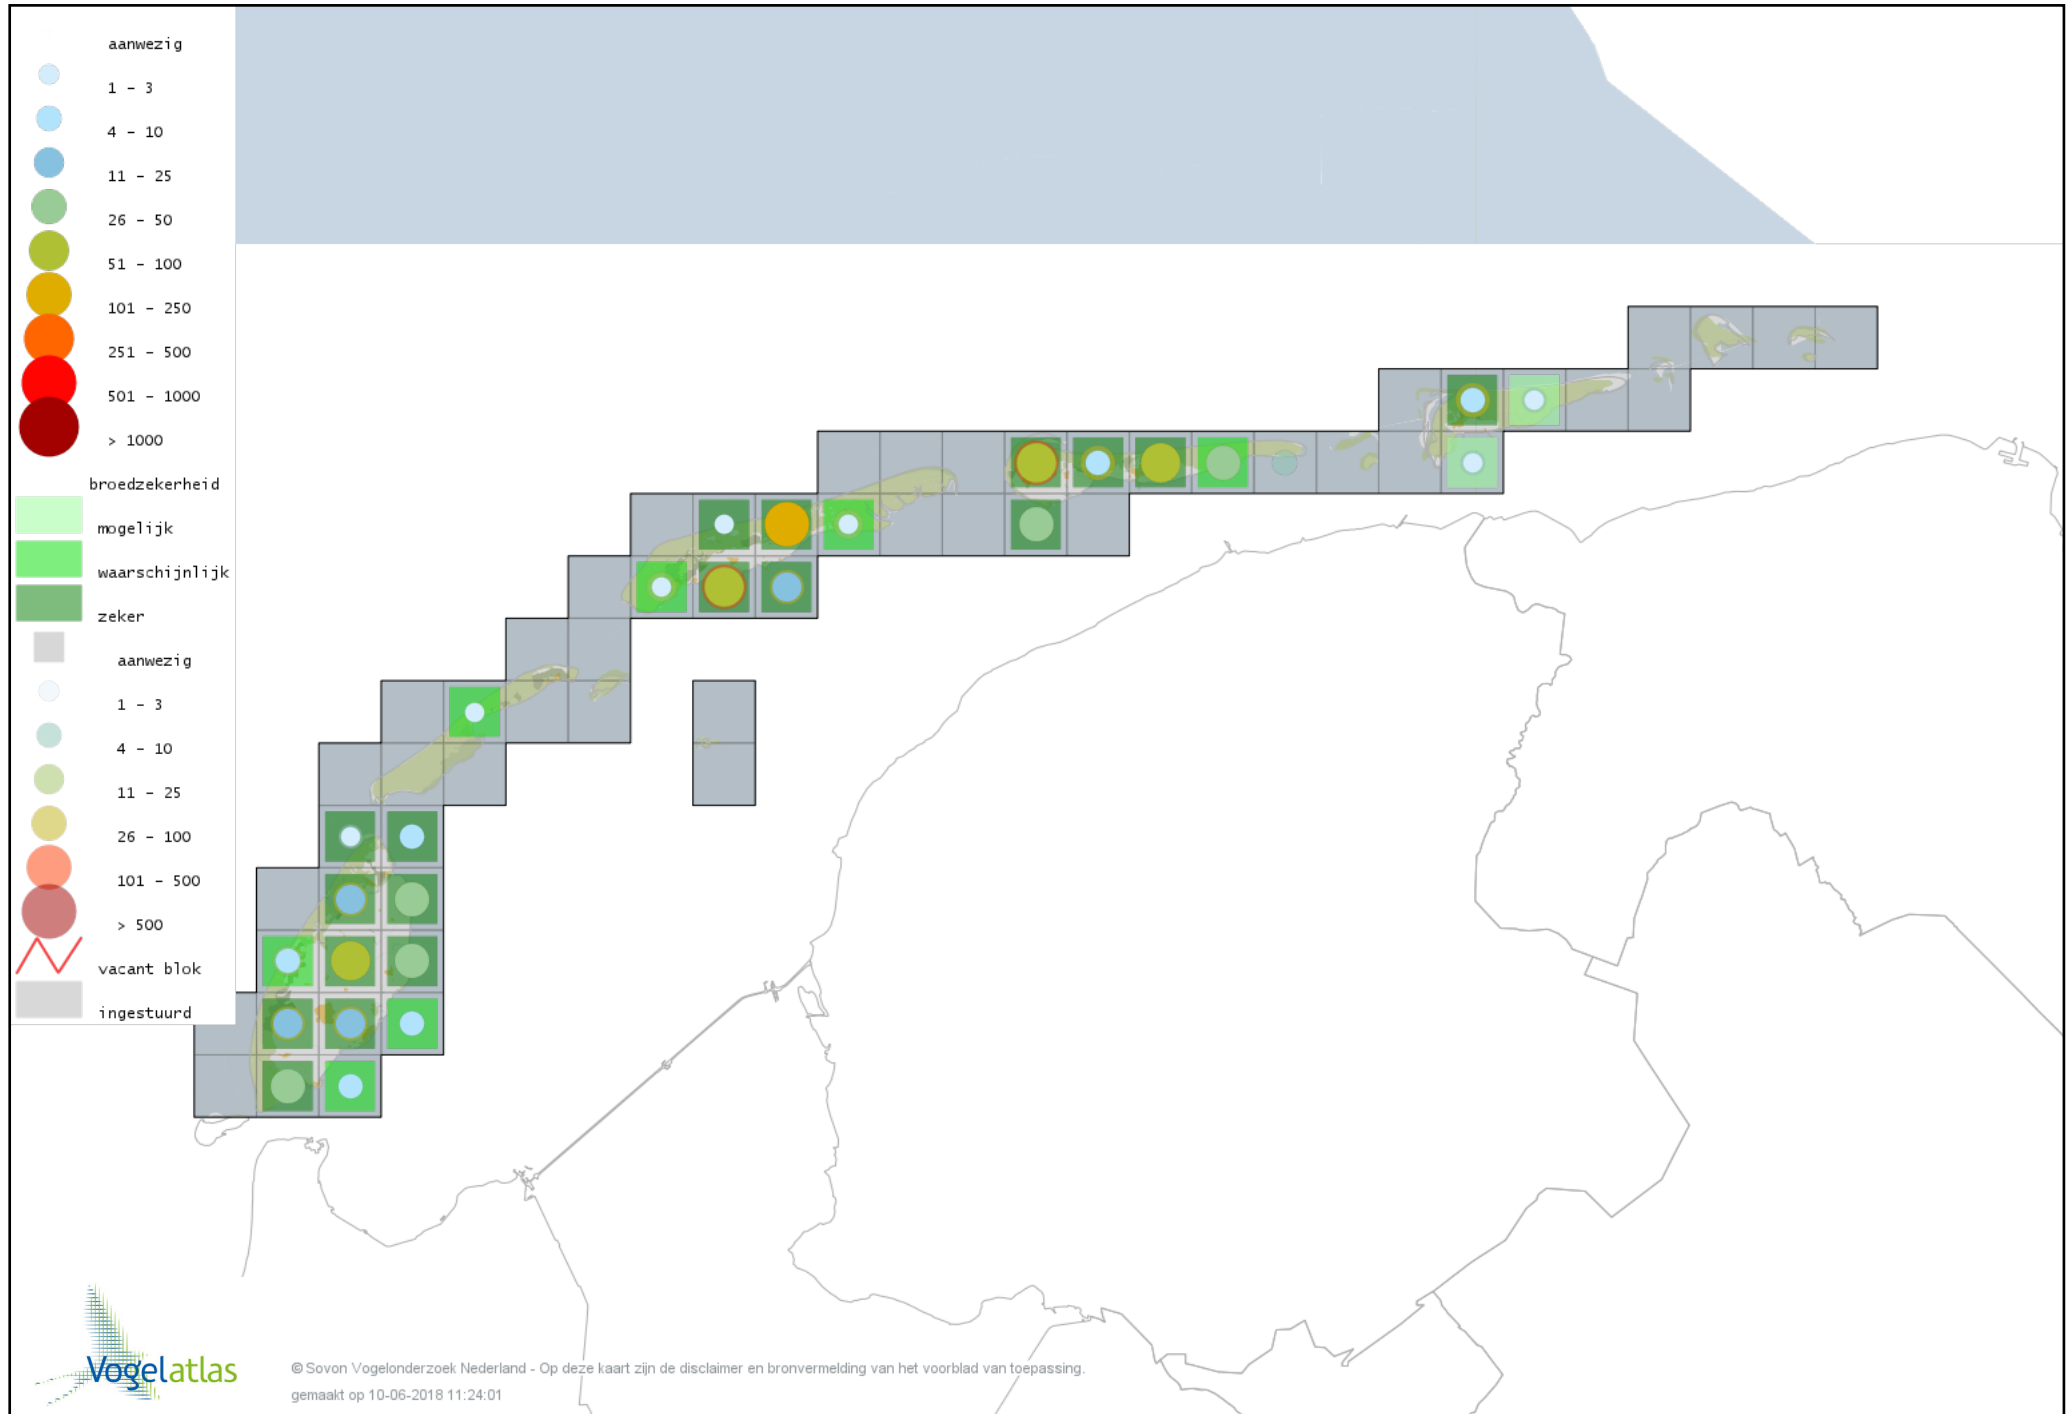 aanwezig
1 - 3
4 - 10
11 - 25
26 - 50
51 - 100
101 - 250
251 - 500
501 - 1000
> 1000
broedzekerheid
mogelijk
waarschijnlijk
zeker
aanwezig
1 - 3
4 - 10
11 - 25
26 - 100
101 - 500
> 500
vacant blok
ingestuurd
Vogelatlas
© Sovon Vogelonderzoek Nederland - Op deze kaart zijn de disclaimer en bronvermelding van het voorblad van toepassing.
gemaakt op 10-06-2018 11:24:01